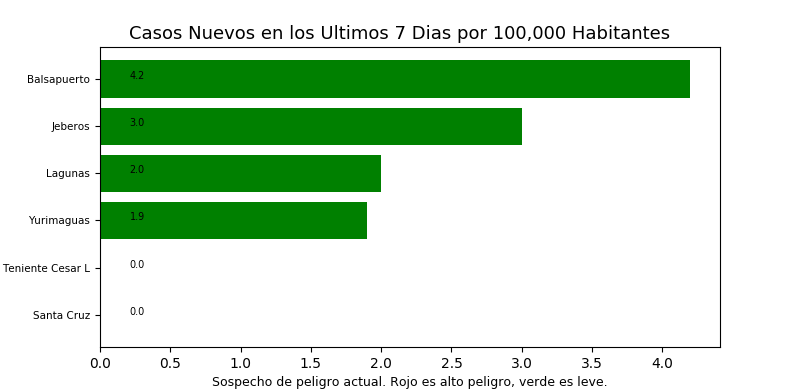 Casos Nuevos en los Ultimos 7 Dias por 100,000 Habitantes
Balsapuerto 4.2
Jeberos 3.0
Lagunas 2.0
Yurimaguas 1.9
Teniente Cesar L 0.0
Santa Cruz 0.0
0.0 0.5 1.0 1.5 2.0 2.5 3.0 3.5 4.0
Sospecho de peligro actual. Rojo es alto peligro, verde es leve.